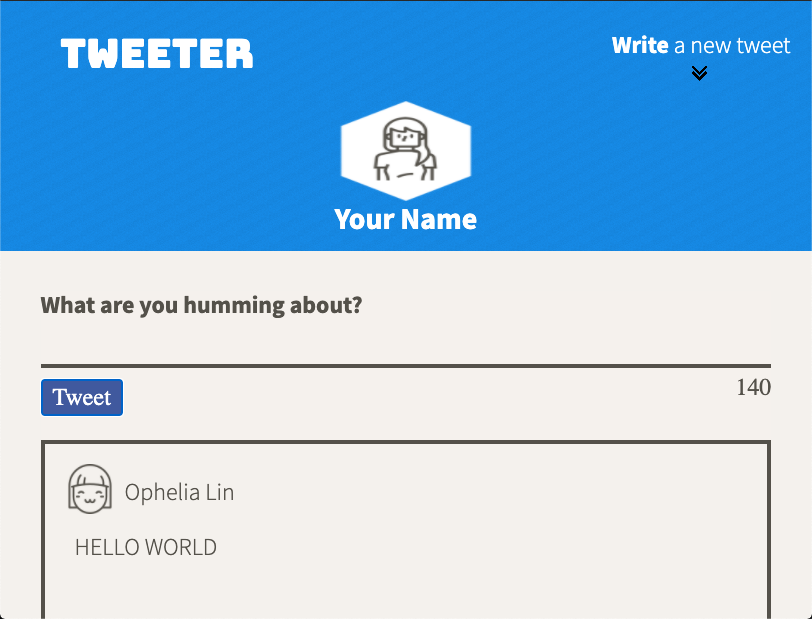 TWEETER
Write a new tweet
Your Name
What are you humming about?
Tweet
140
Ophelia Lin
HELLO WORLD